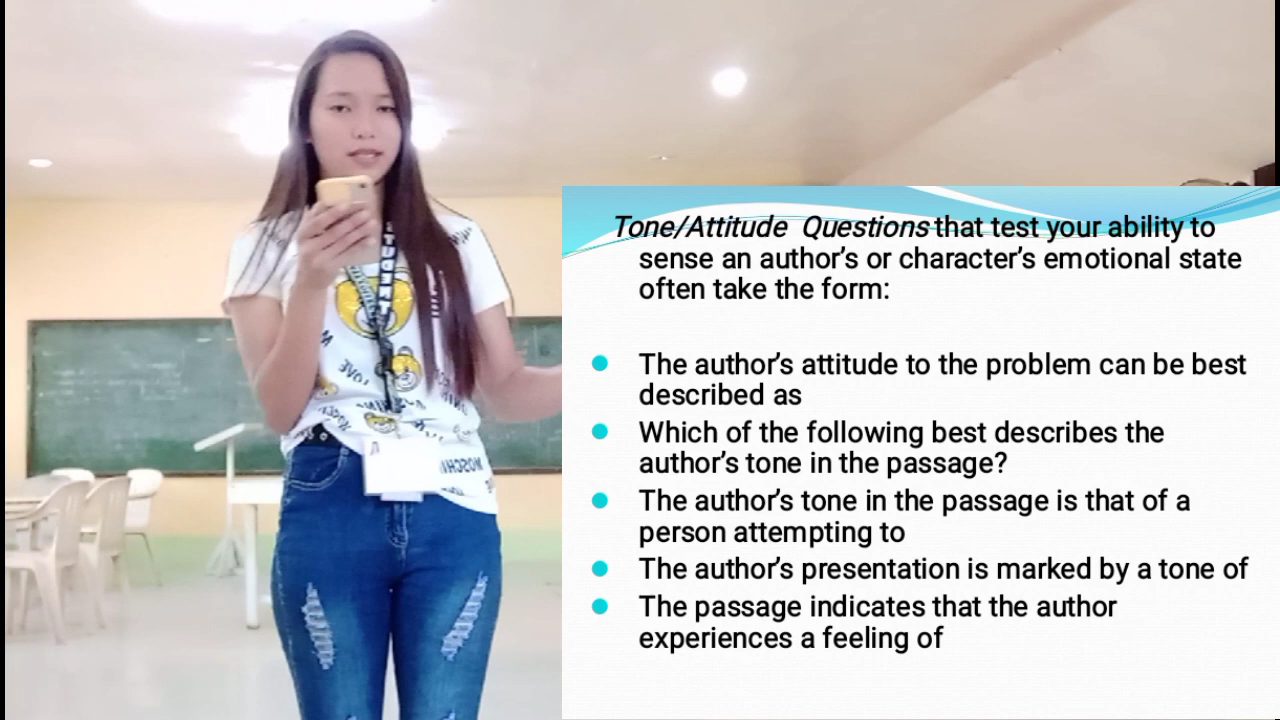 Tone/Attitude Questions that test your ability to
sense an author's or character's emotional state
often take the form:
The author's attitude to the problem can be best
described as
Which of the following best describes the
author's tone in the passage?
The author's tone in the passage is that of a
person attempting to
The author's presentation is marked by a tone of
The passage indicates that the author
experiences a feeling of
TUDENT
LOVE
MOSCHI